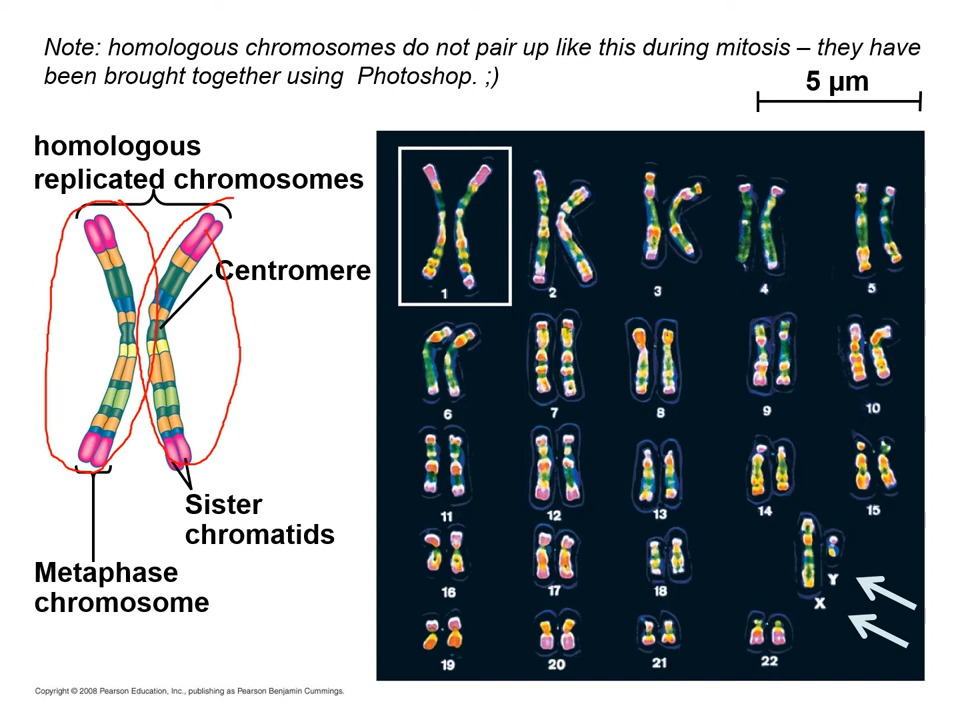 Note: homologous chromosomes do not pair up like this during mitosis – they have
been brought together using Photoshop. ;)
5 µm
homologous
replicated chromosomes
Centromere
Sister
chromatids
Metaphase
chromosome
1 2 3 4 5
6 7 8 9 10
11 12 13 14 15
16 17 18 X Y
19 20 21 22
Copyright © 2008 Pearson Education, Inc., publishing as Pearson Benjamin Cummings.